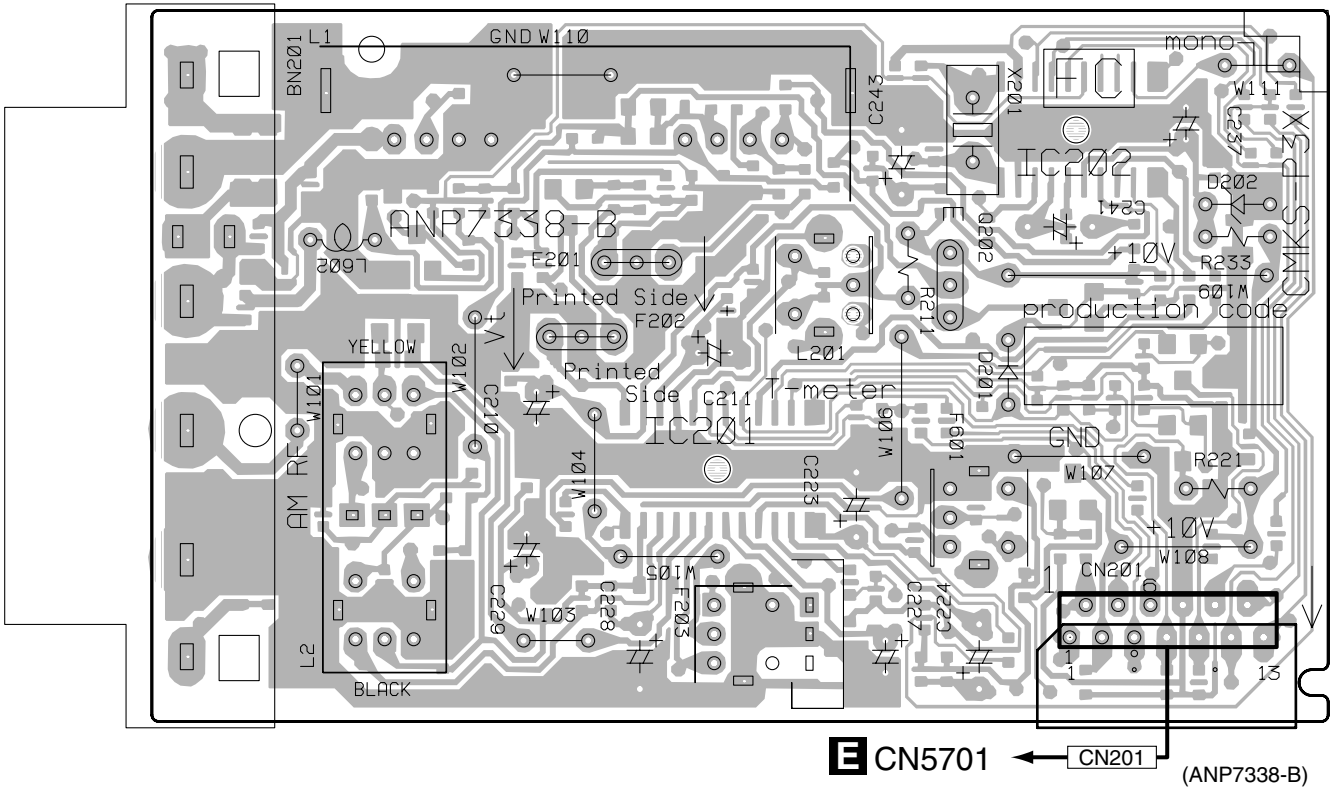 L1
GND W110
BN201
C243
X201
FC
mono
W111
C237
CMKS-P3X
IC202
D202
C241
ANP7338-B
L602
F201
Q202
+10V
R233
W109
Printed Side
F202
R211
production code
Vt
YELLOW
W102
L201
Printed
Side
T-meter
D201
W101
C210
C211
IC201
W106
F601
GND
W104
C223
W107
R221
AM RF
+10V
W108
W105
1
CN201
6
C229
W103
C228
F203
C227
C224
L2
BLACK
1
1
13
E CN5701
CN201
(ANP7338-B)